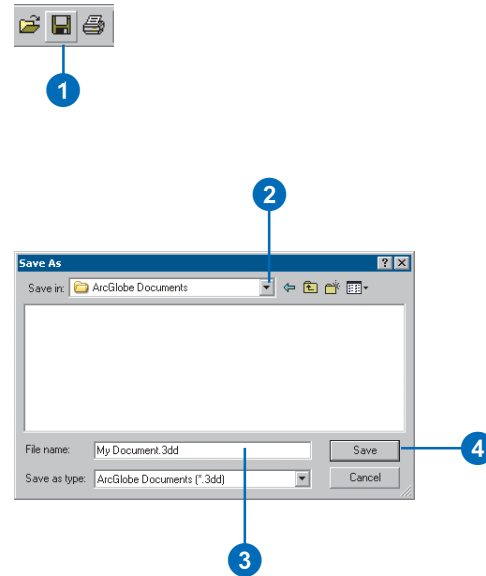 1
2
Save As
Save in: ArcGlobe Documents
File name: My Document.3dd Save
4
Save as type: ArcGlobe Documents (*.3dd) Cancel
3